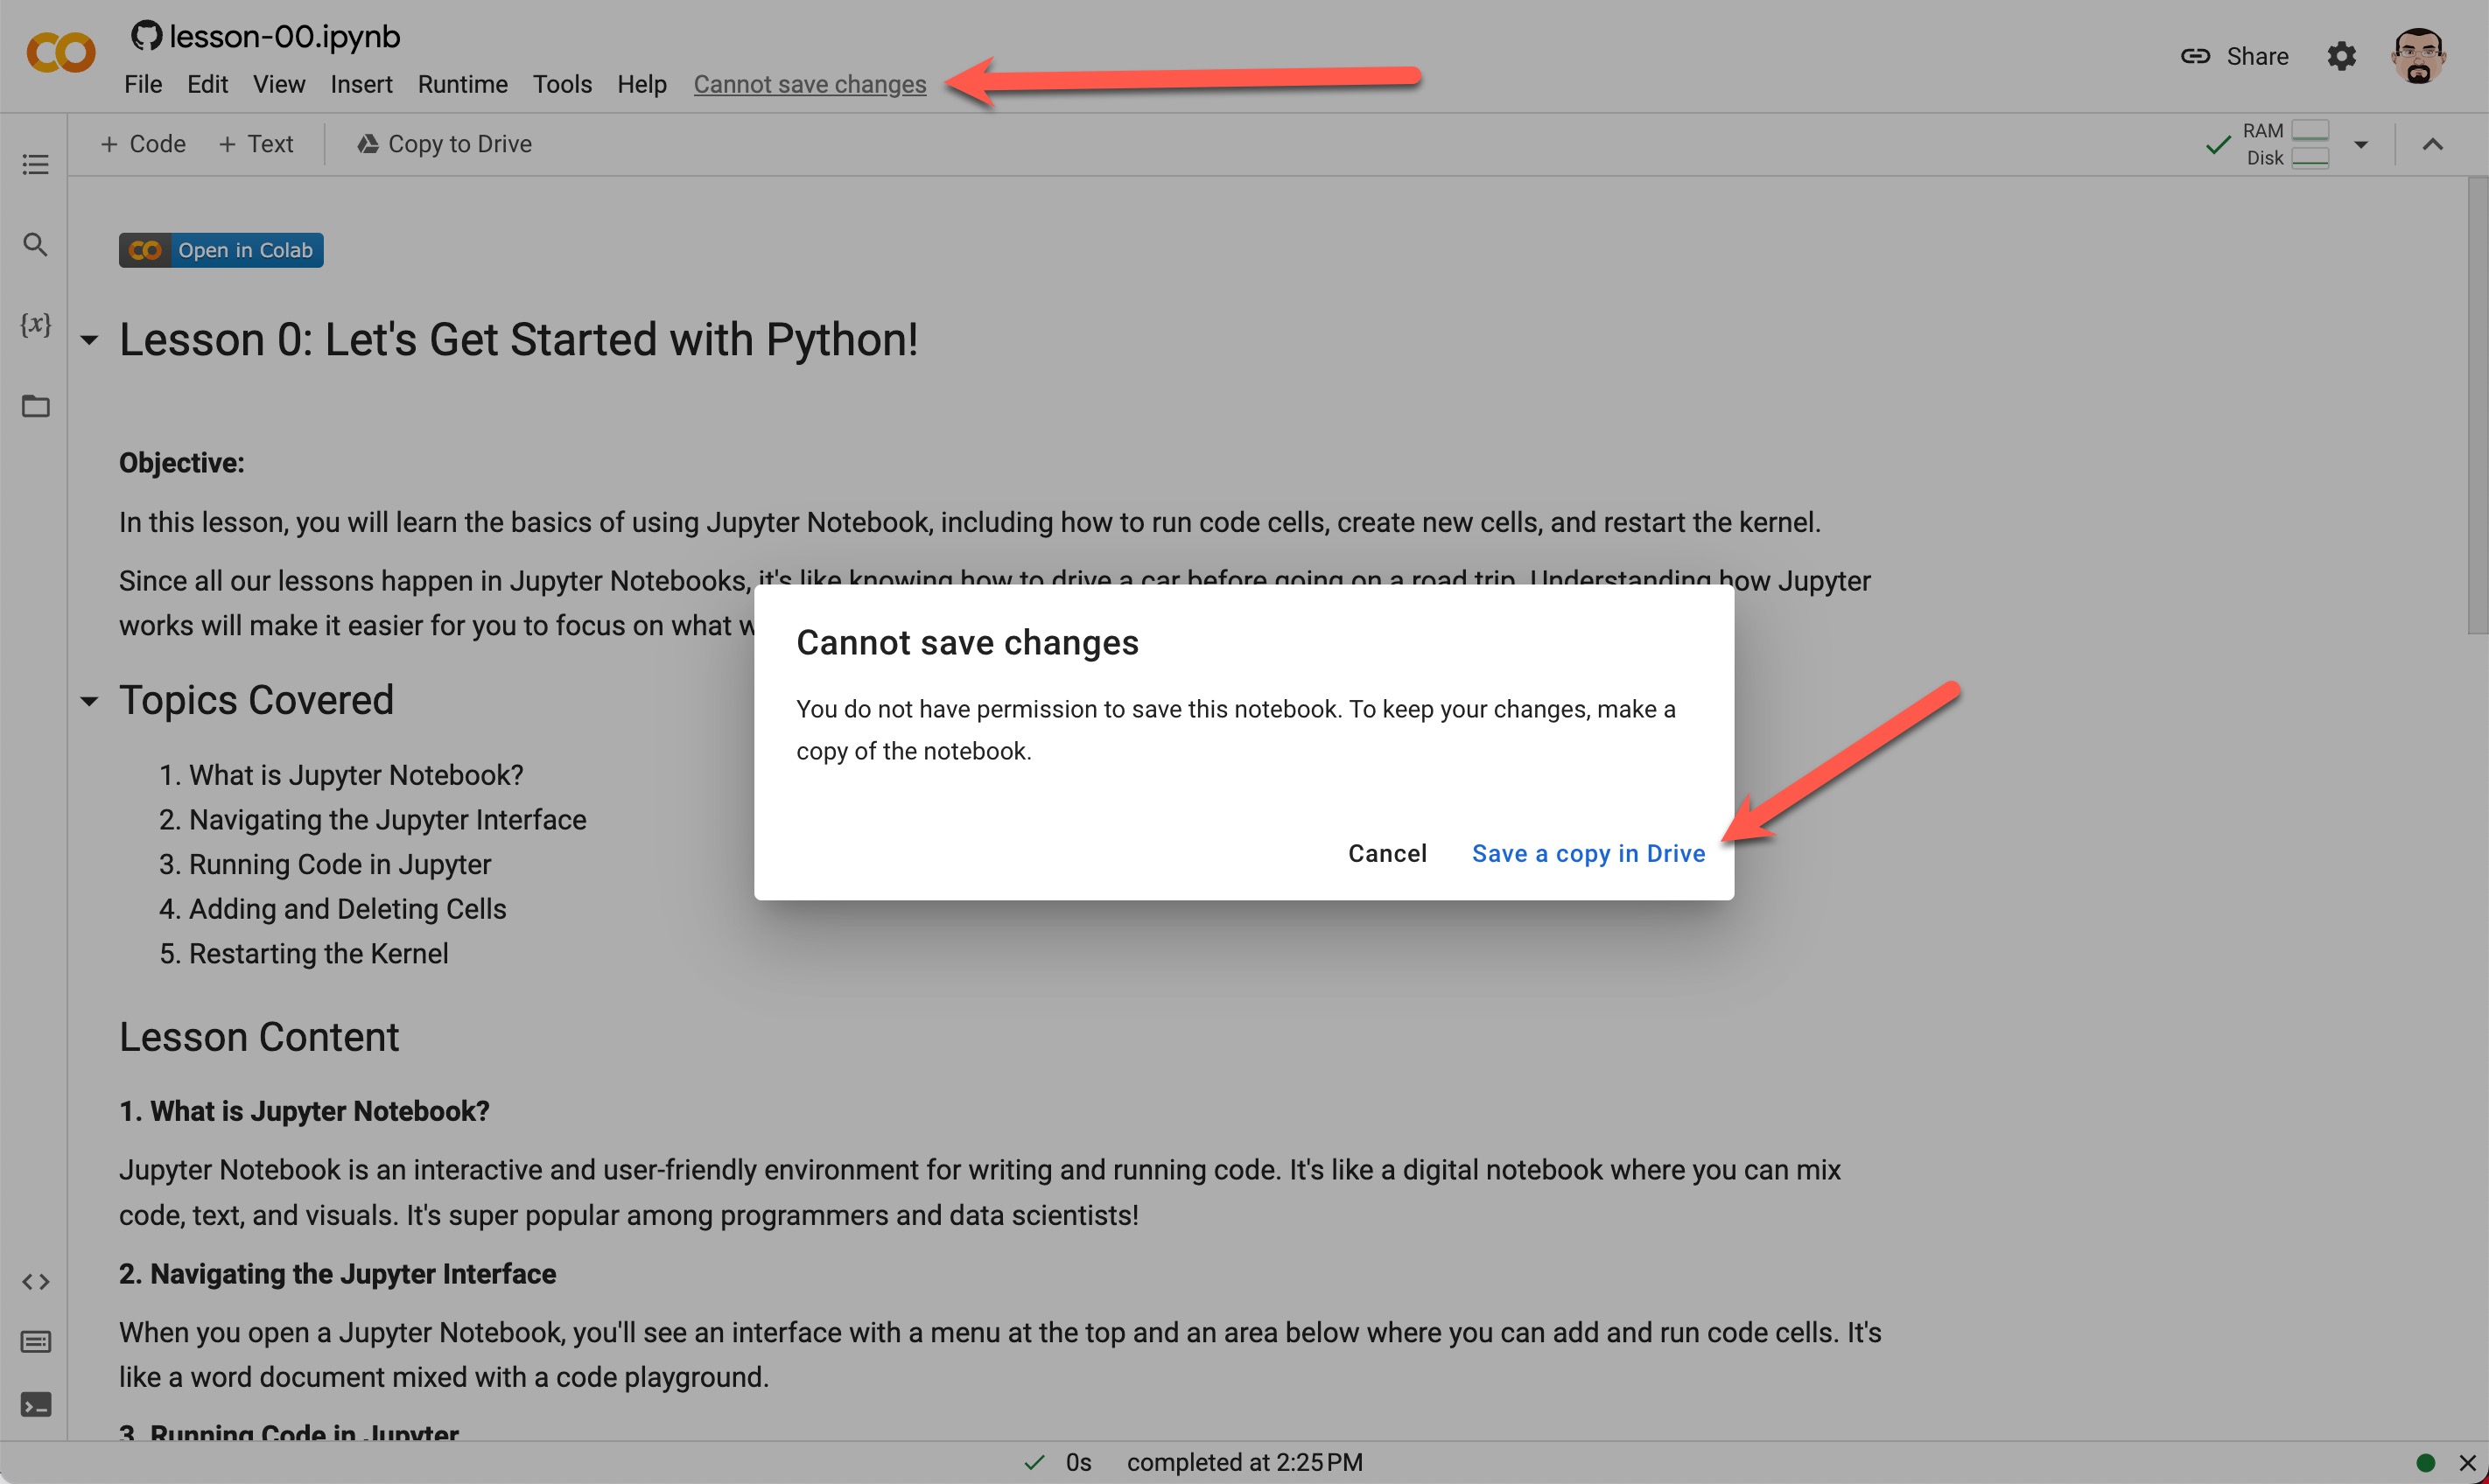 lesson-00.ipynb
File Edit View Insert Runtime Tools Help Cannot save changes
Share
+ Code + Text Copy to Drive
RAM
Disk
Open in Colab
{x}
Lesson 0: Let's Get Started with Python!
Objective:
In this lesson, you will learn the basics of using Jupyter Notebook, including how to run code cells, create new cells, and restart the kernel.
Since all our lessons happen in Jupyter Notebooks, it's like knowing how to drive a car before going on a road trip. Understanding how Jupyter
works will make it easier for you to focus on what
Cannot save changes
You do not have permission to save this notebook. To keep your changes, make a
copy of the notebook.
Cancel Save a copy in Drive
Topics Covered
1. What is Jupyter Notebook?
2. Navigating the Jupyter Interface
3. Running Code in Jupyter
4. Adding and Deleting Cells
5. Restarting the Kernel
Lesson Content
1. What is Jupyter Notebook?
Jupyter Notebook is an interactive and user-friendly environment for writing and running code. It's like a digital notebook where you can mix
code, text, and visuals. It's super popular among programmers and data scientists!
2. Navigating the Jupyter Interface
When you open a Jupyter Notebook, you'll see an interface with a menu at the top and an area below where you can add and run code cells. It's
like a word document mixed with a code playground.
3. Running Code in Jupyter
0s completed at 2:25 PM